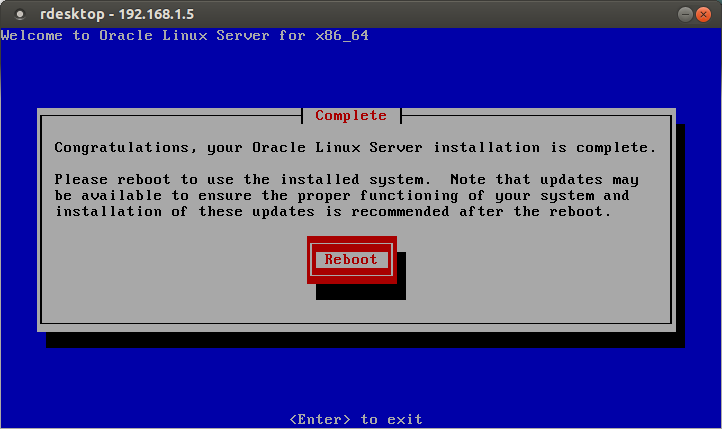 rdesktop - 192.168.1.5
Welcome to Oracle Linux Server for x86_64
Complete
Congratulations, your Oracle Linux Server installation is complete.
Please reboot to use the installed system.  Note that updates may
be available to ensure the proper functioning of your system and
installation of these updates is recommended after the reboot.
Reboot
<Enter> to exit